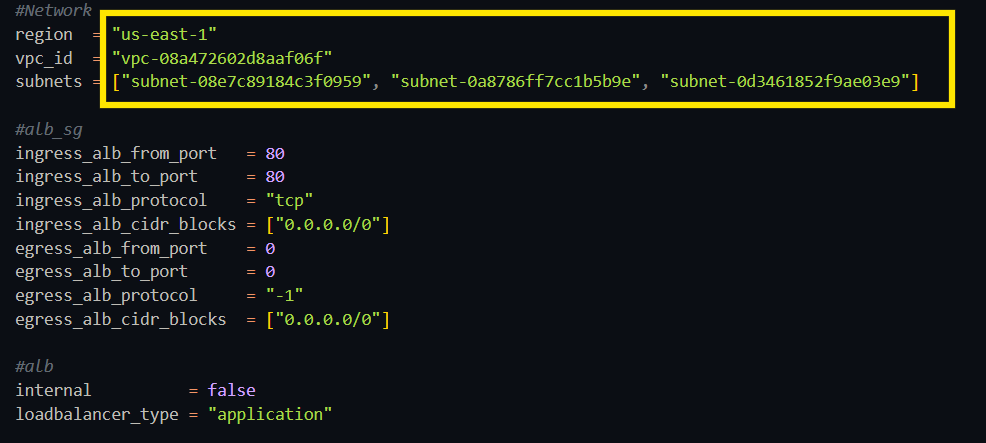 #Network
region  = "us-east-1"
vpc_id  = "vpc-08a472602d8aaf06f"
subnets = ["subnet-08e7c89184c3f0959", "subnet-0a8786ff7cc1b5b9e", "subnet-0d3461852f9ae03e9"]
#alb_sg
ingress_alb_from_port   = 80
ingress_alb_to_port     = 80
ingress_alb_protocol    = "tcp"
ingress_alb_cidr_blocks = ["0.0.0.0/0"]
egress_alb_from_port    = 0
egress_alb_to_port      = 0
egress_alb_protocol     = "-1"
egress_alb_cidr_blocks  = ["0.0.0.0/0"]
#alb
internal          = false
loadbalancer_type = "application"